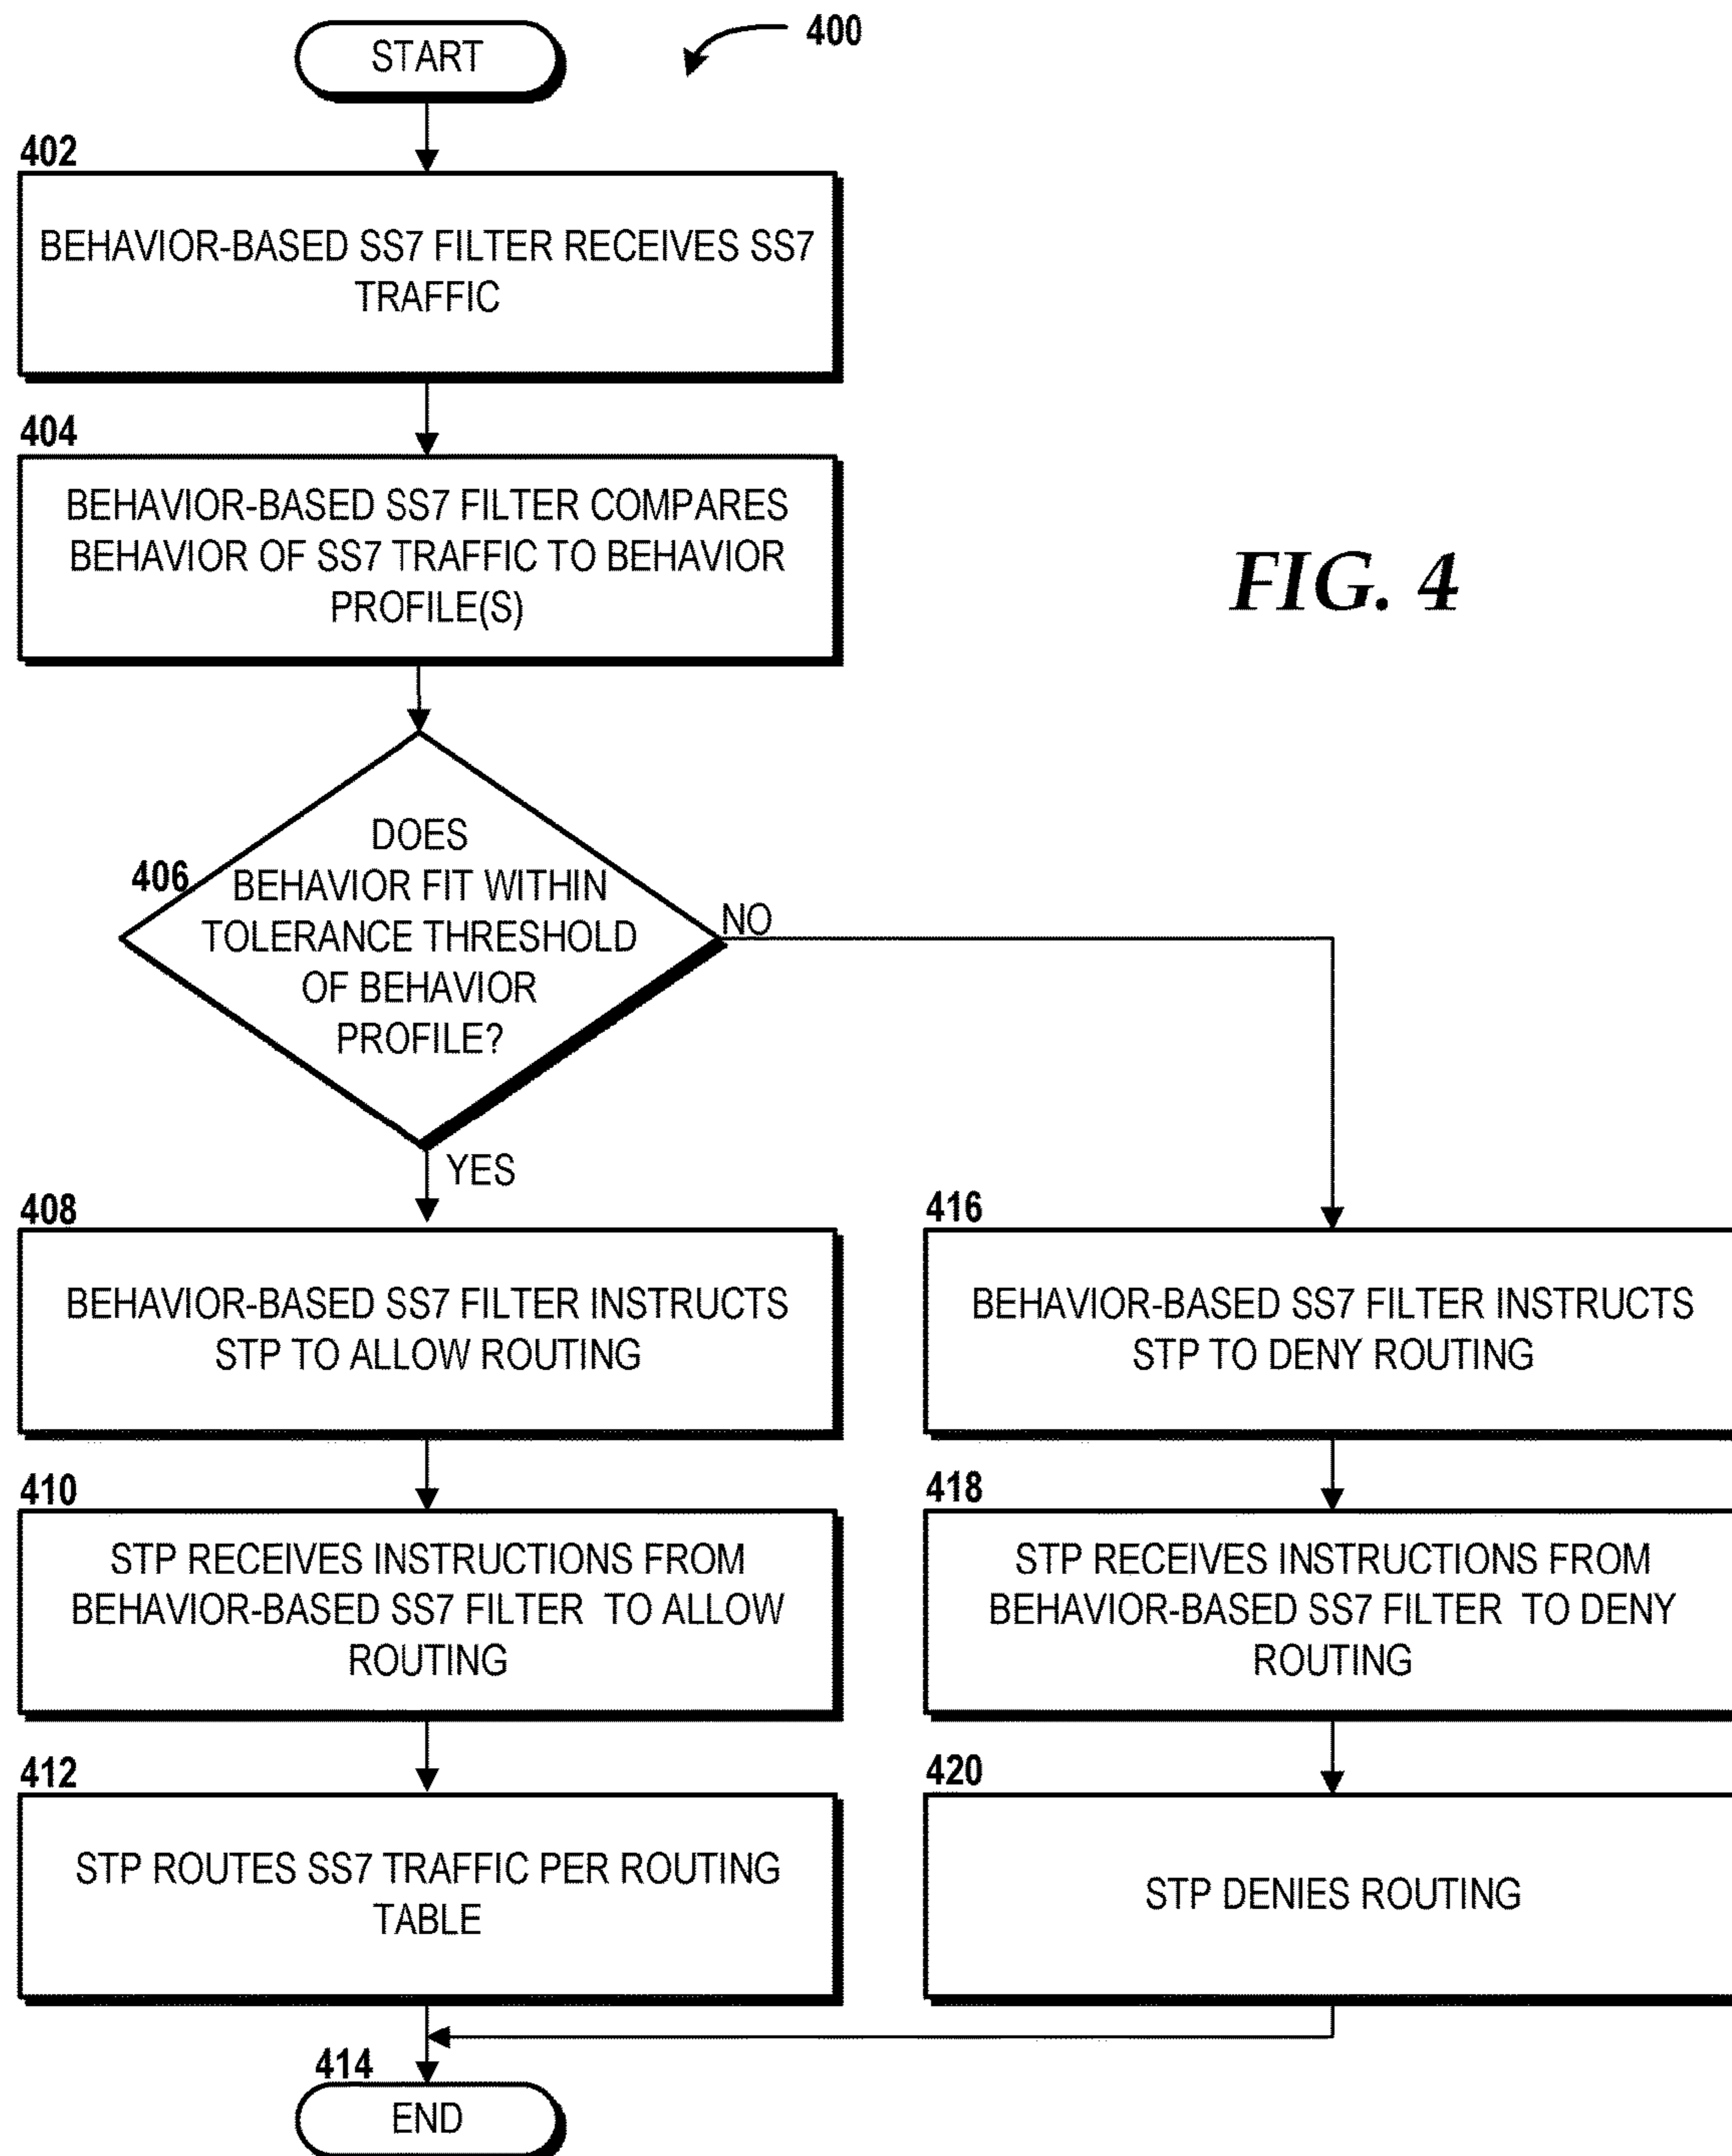 START
400
402
BEHAVIOR-BASED SS7 FILTER RECEIVES SS7
TRAFFIC
404
BEHAVIOR-BASED SS7 FILTER COMPARES
BEHAVIOR OF SS7 TRAFFIC TO BEHAVIOR
PROFILE(S)
FIG. 4
406
DOES
BEHAVIOR FIT WITHIN
TOLERANCE THRESHOLD
OF BEHAVIOR
PROFILE?
NO
YES
408
BEHAVIOR-BASED SS7 FILTER INSTRUCTS
STP TO ALLOW ROUTING
416
BEHAVIOR-BASED SS7 FILTER INSTRUCTS
STP TO DENY ROUTING
410
STP RECEIVES INSTRUCTIONS FROM
BEHAVIOR-BASED SS7 FILTER TO ALLOW
ROUTING
418
STP RECEIVES INSTRUCTIONS FROM
BEHAVIOR-BASED SS7 FILTER TO DENY
ROUTING
412
STP ROUTES SS7 TRAFFIC PER ROUTING
TABLE
420
STP DENIES ROUTING
414
END